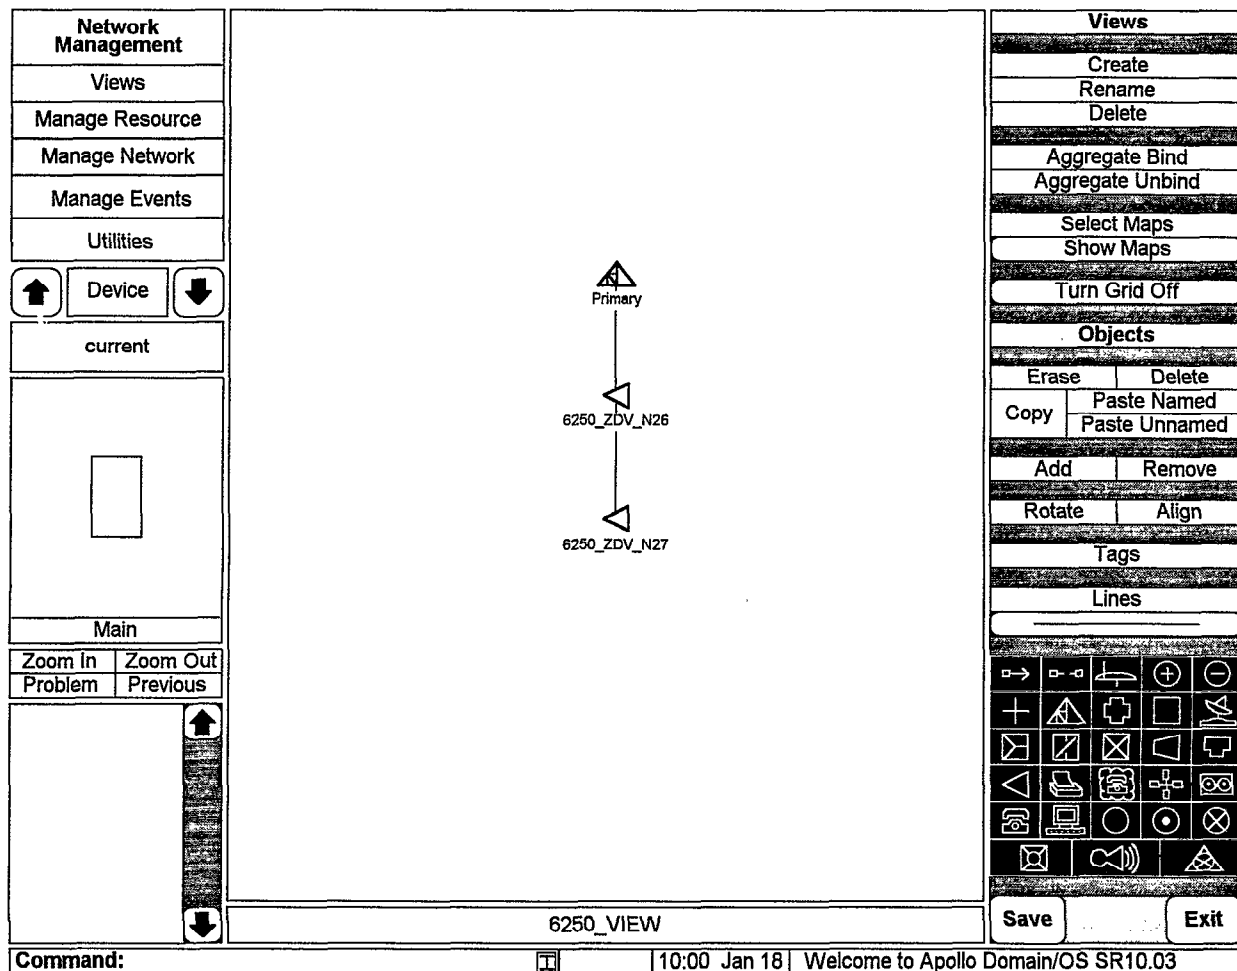 Network
Management
Views
Manage Resource
Manage Network
Manage Events
Utilities
Device
current
Main
Zoom In
Zoom Out
Problem
Previous
Primary
6250_ZDV_N26
6250_ZDV_N27
6250_VIEW
Views
Create
Rename
Delete
Aggregate Bind
Aggregate Unbind
Select Maps
Show Maps
Turn Grid Off
Objects
Erase
Delete
Copy
Paste Named
Paste Unnamed
Add
Remove
Rotate
Align
Tags
Lines
Save
Exit
Command:
10:00 Jan 18
Welcome to Apollo Domain/OS SR10.03